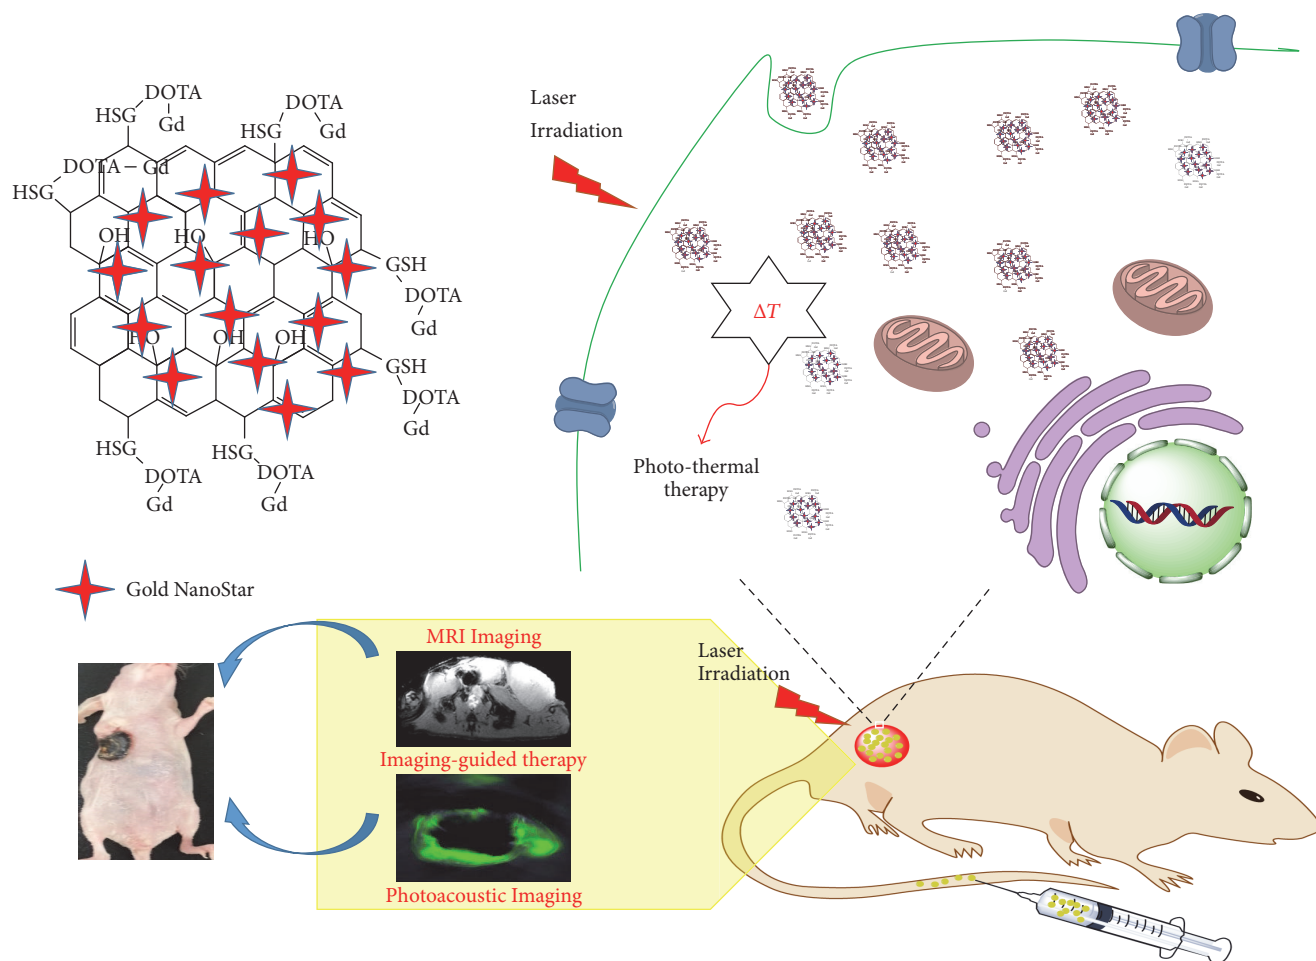 DOTA
HSG
Gd
DOTA
HSG
Gd
DOTA
Gd
HSG
OH
HO
HO
GSH
DOTA
Gd
HO
OH
OH
GSH
DOTA
Gd
HSG
DOTA
Gd
HSG
DOTA
Gd
Gold NanoStar
Laser
Irradiation
ΔT
Photo-thermal
therapy
MRI Imaging
Imaging-guided therapy
Photoacoustic Imaging
Laser
Irradiation